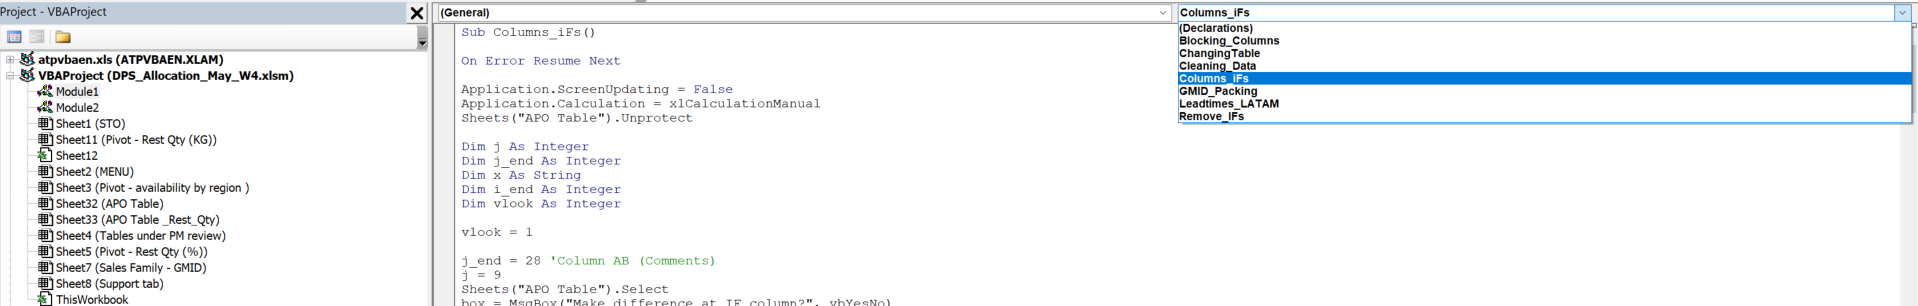 Project - VBAProject
atpvbaen.xls (ATPVBAEN.XLAM)
VBAProject (DPS_Allocation_May_W4.xlsm)
Module1
Module2
Sheet1 (STO)
Sheet11 (Pivot - Rest Qty (KG))
Sheet12
Sheet2 (MENU)
Sheet3 (Pivot - availability by region )
Sheet32 (APO Table)
Sheet33 (APO Table _Rest_Qty)
Sheet4 (Tables under PM review)
Sheet5 (Pivot - Rest Qty (%))
Sheet7 (Sales Family - GMID)
Sheet8 (Support tab)
ThisWorkbook
(General)
Sub Columns_iFs()
On Error Resume Next
Application.ScreenUpdating = False
Application.Calculation = xlCalculationManual
Sheets("APO Table").Unprotect
Dim j As Integer
Dim j_end As Integer
Dim x As String
Dim i_end As Integer
Dim vlook As Integer
vlook = 1
j_end = 28 'Column AB (Comments)
j = 9
Sheets("APO Table").Select
box = MsgBox("Make difference at IF column?", vbYesNo)
Columns_iFs
(Declarations)
Blocking_Columns
ChangingTable
Cleaning_Data
Columns_iFs
GMID_Packing
Leadtimes_LATAM
Remove_IFs